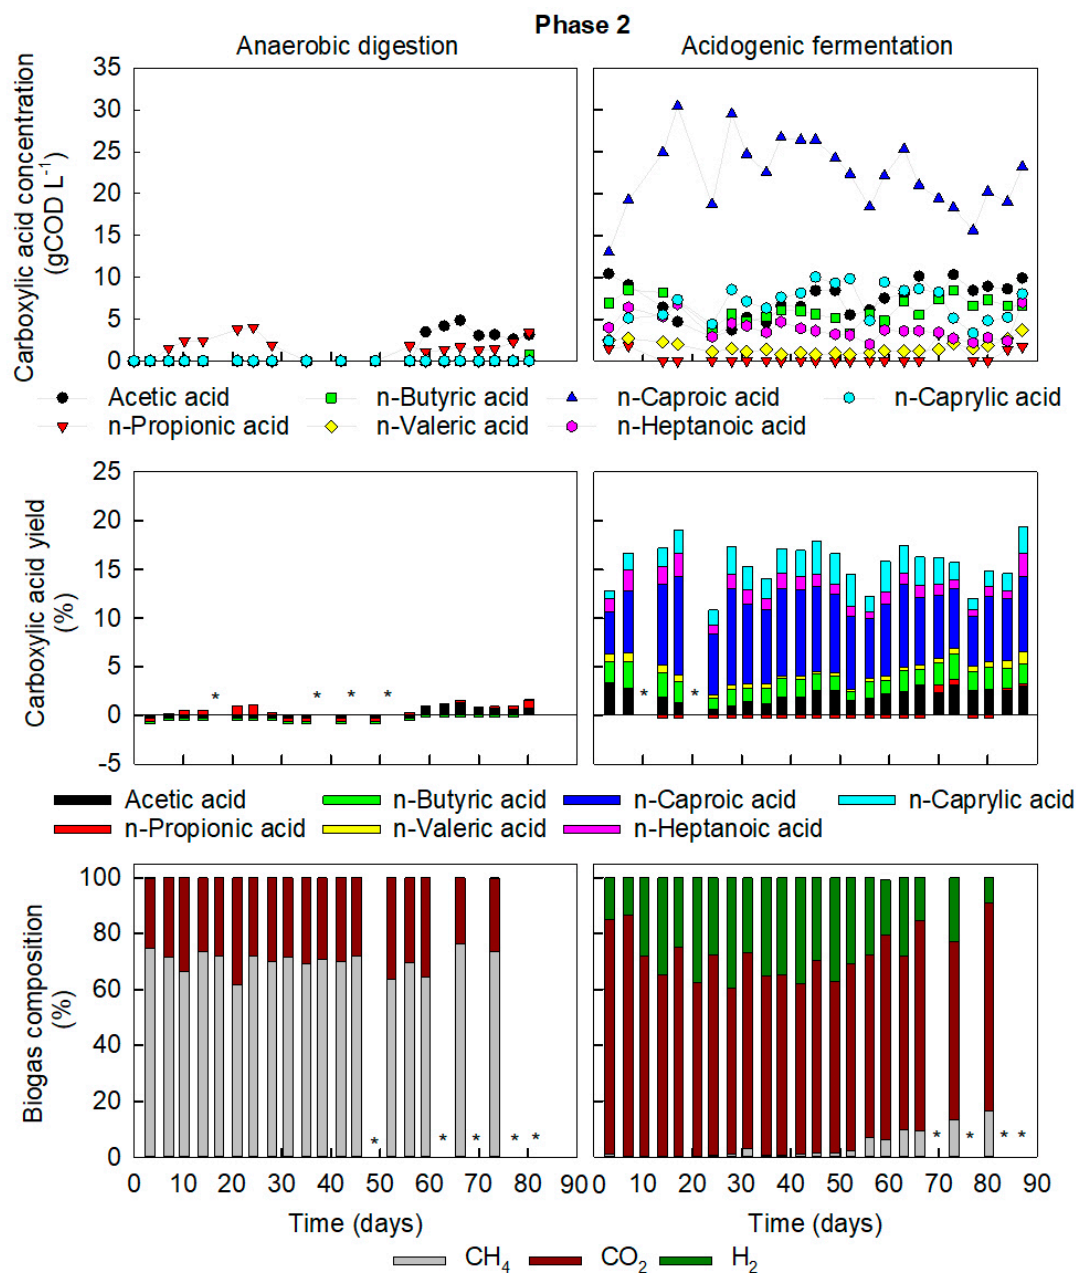 Phase 2
Anaerobic digestion
Acidogenic fermentation
Carboxylic acid concentration
(gCOD L-1)
35
30
25
20
15
10
5
0
Acetic acid
n-Butyric acid
n-Caproic acid
n-Caprylic acid
n-Propionic acid
n-Valeric acid
n-Heptanoic acid
Carboxylic acid yield
(%)
25
20
15
10
5
0
-5
* * * *
* *
Acetic acid
n-Butyric acid
n-Caproic acid
n-Caprylic acid
n-Propionic acid
n-Valeric acid
n-Heptanoic acid
Biogas composition
(%)
100
80
60
40
20
0
* * * * *
* * * *
0 10 20 30 40 50 60 70 80 90
0 10 20 30 40 50 60 70 80 90
Time (days)
Time (days)
CH4
CO2
H2